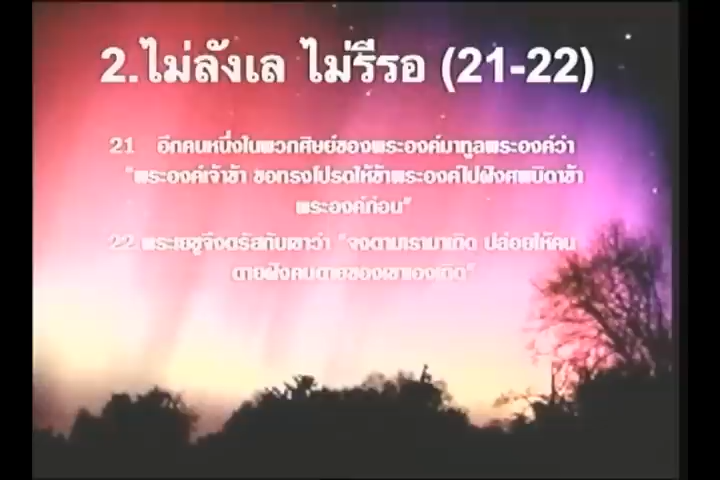 2.ไม่ลังเล ไม่รีรอ (21-22)
21 อีกคนหนึ่งในพวกศิษย์ของพระองค์มาทูลพระองค์ว่า
"พระองค์เจ้าข้า ขอทรงโปรดให้ข้าพระองค์ไปฝังศพบิดาข้า
พระองค์ก่อน"
22 พระเยซูจึงตรัสกับเขาว่า "จงตามเรามาเถิด ปล่อยให้คน
ตายฝังคนตายของเขาเองเถิด"